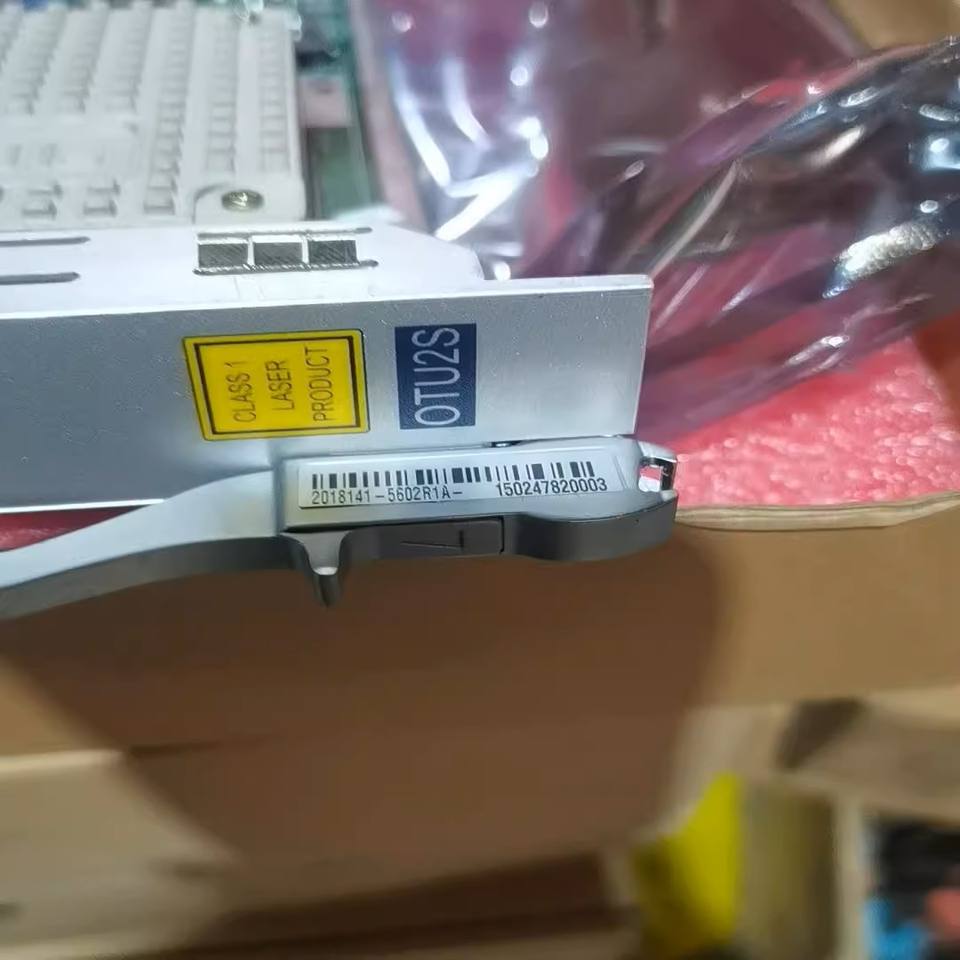 CLASS 1
LASER
PRODUCT
OTU2S
2018141-5602R1A- 150247820003